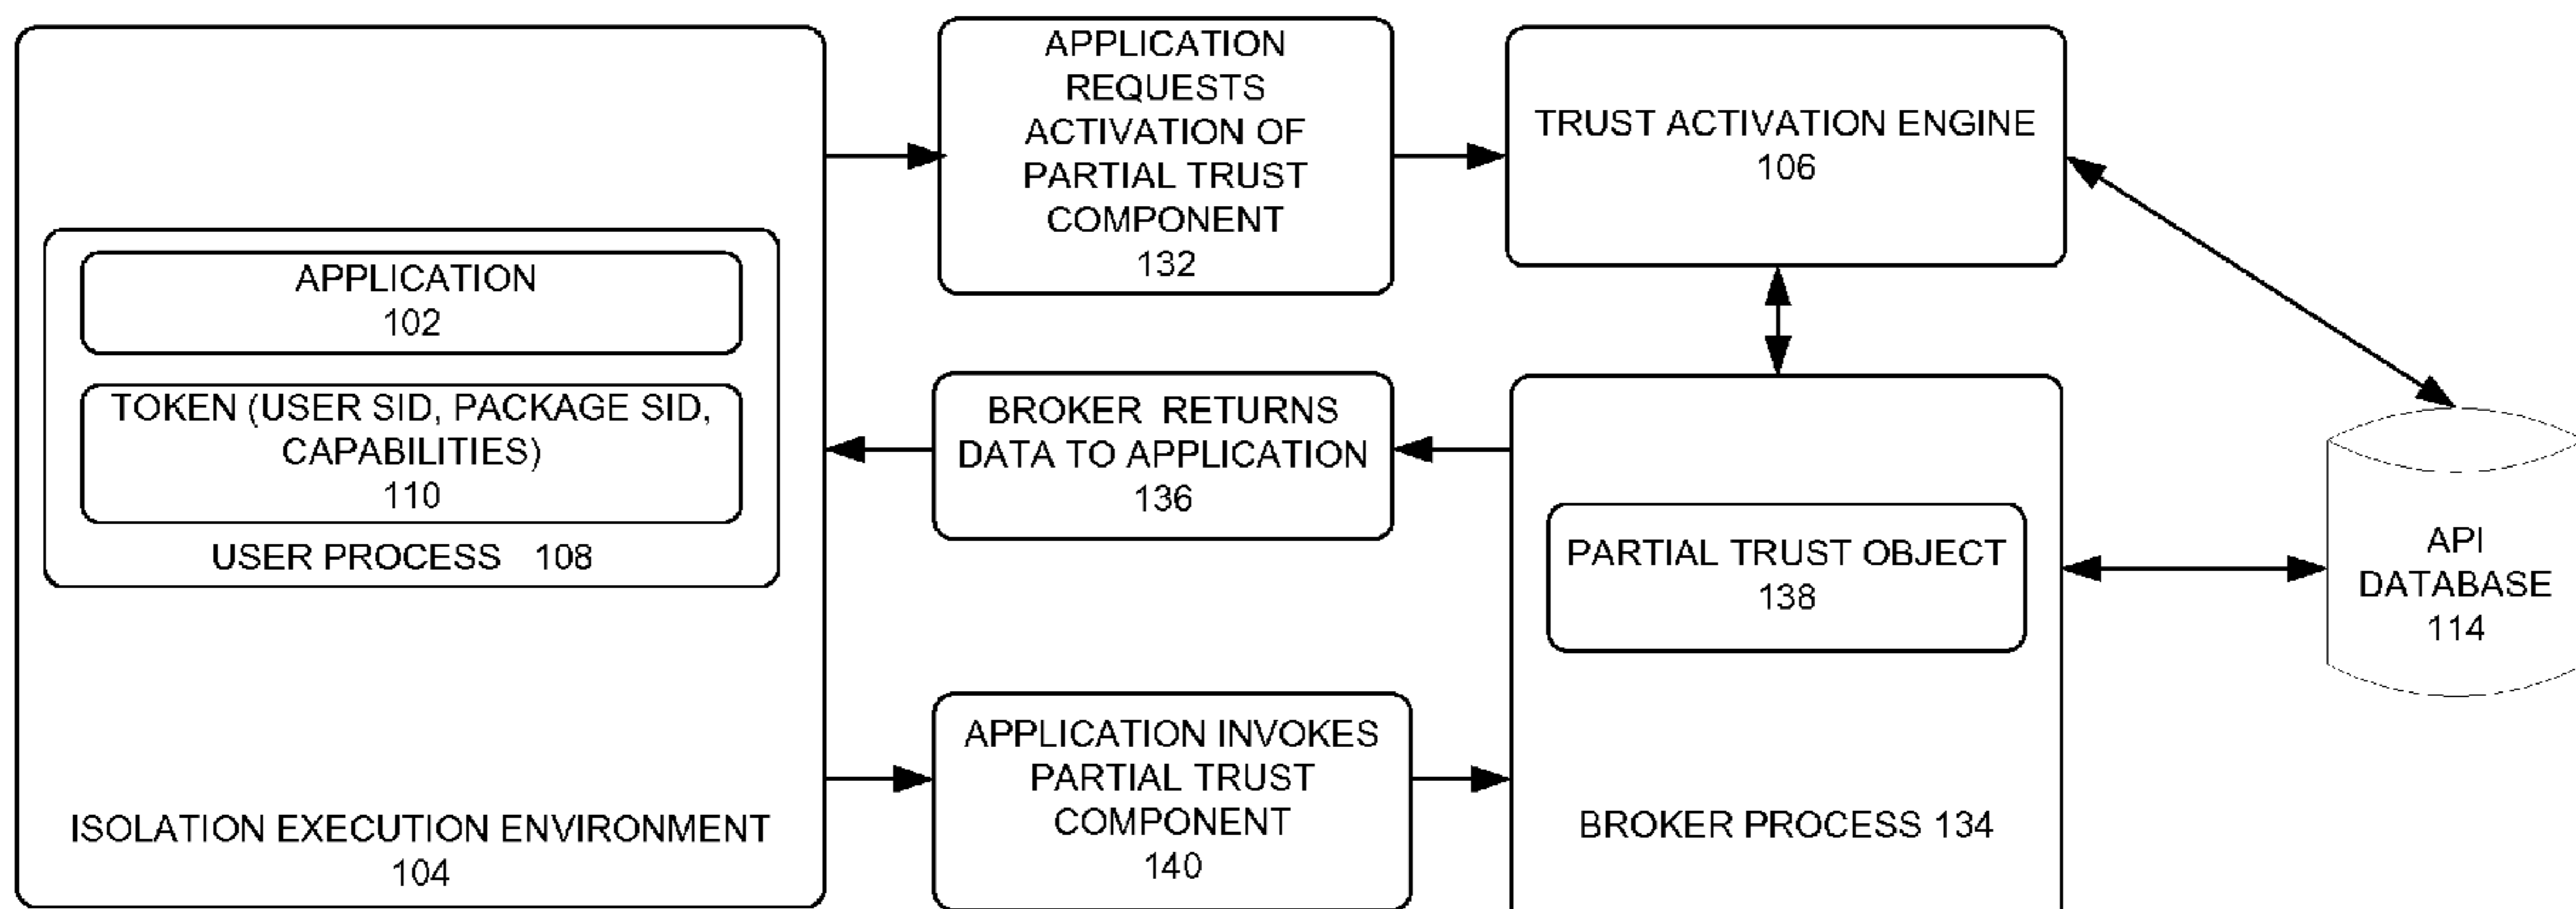 APPLICATION
102
TOKEN (USER SID, PACKAGE SID,
CAPABILITIES)
110
USER PROCESS 108
ISOLATION EXECUTION ENVIRONMENT
104
APPLICATION
REQUESTS
ACTIVATION OF
PARTIAL TRUST
COMPONENT
132
BROKER RETURNS
DATA TO APPLICATION
136
APPLICATION INVOKES
PARTIAL TRUST
COMPONENT
140
TRUST ACTIVATION ENGINE
106
PARTIAL TRUST OBJECT
138
BROKER PROCESS 134
API
DATABASE
114